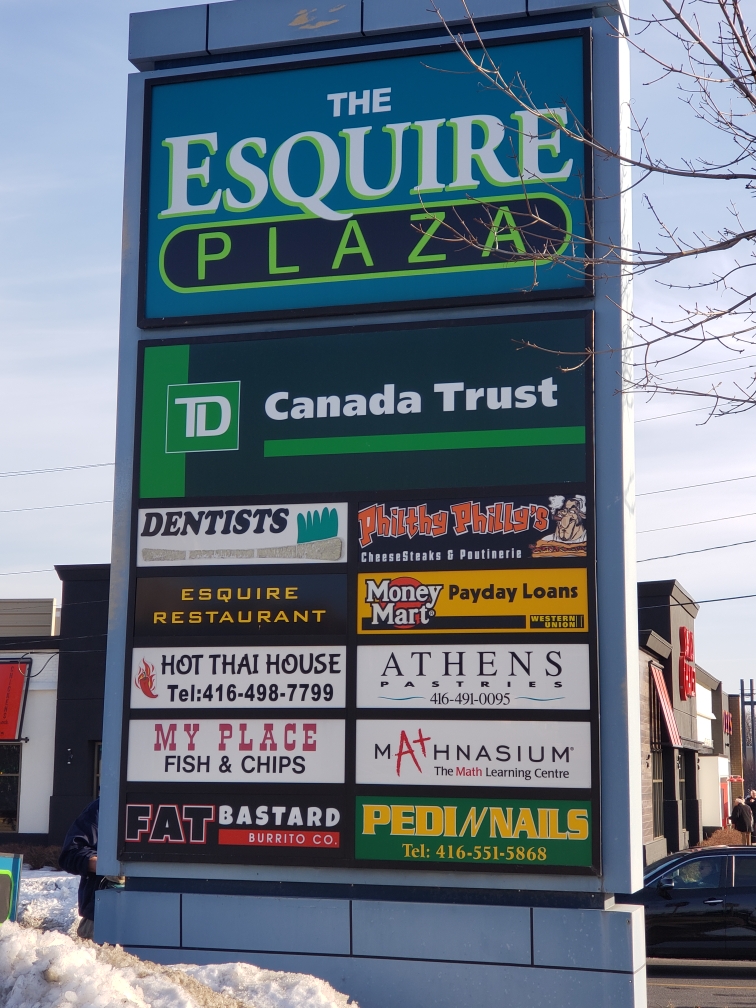 THE
ESQUIRE
PLAZA
TD Canada Trust
DENTISTS
Philthy Philly's
CheeseSteaks & Poutinerie
ESQUIRE
RESTAURANT
Money
Mart
Payday Loans
WESTERN
UNION
HOT THAI HOUSE
Tel:416-498-7799
ATHENS
PASTRIES
416-491-0095
MY PLACE
FISH & CHIPS
MATHNASIUM®
The Math Learning Centre
FAT BASTARD
BURRITO CO.
PEDI N NAILS
Tel: 416-551-5868